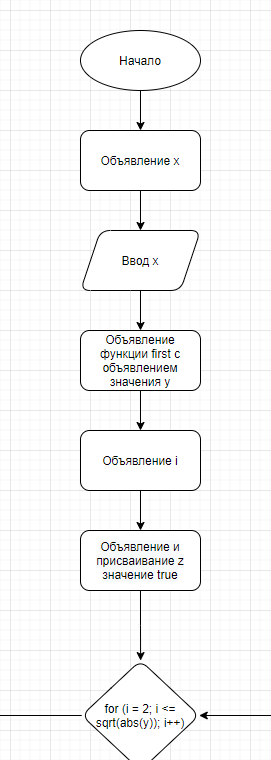 Начало
Объявление x
Ввод x
Объявление
функции first с
объявлением
значения y
Объявление i
Объявление и
присваивание z
значение true
for (i = 2; i <=
sqrt(abs(y)); i++)